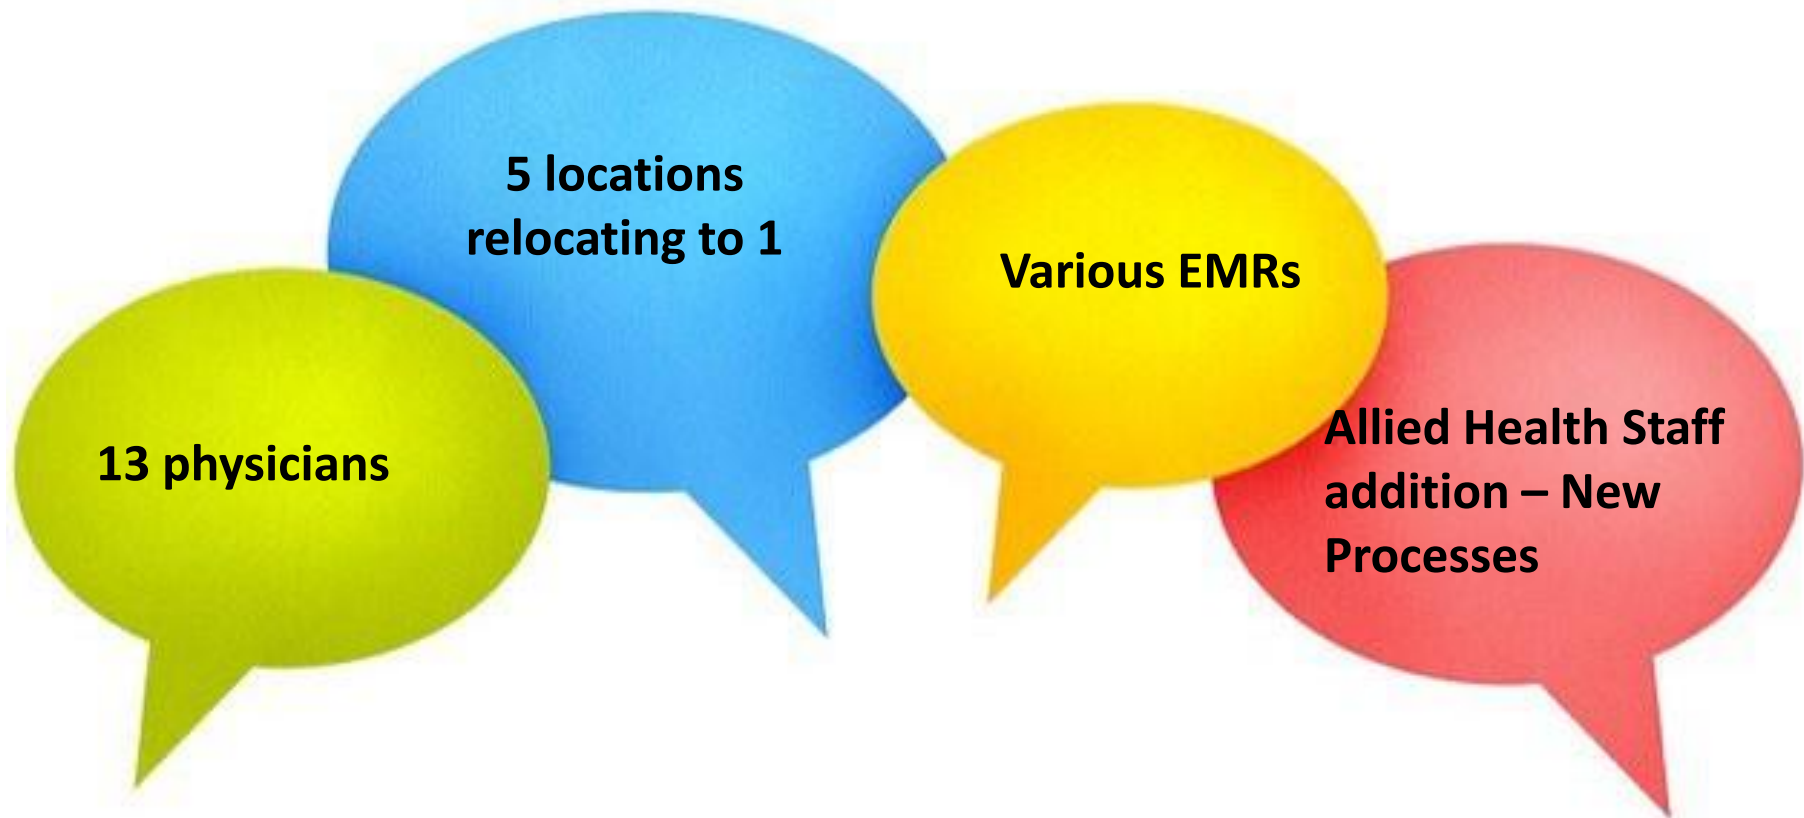 13 physicians
5 locations
relocating to 1
Various EMRs
Allied Health Staff
addition – New
Processes